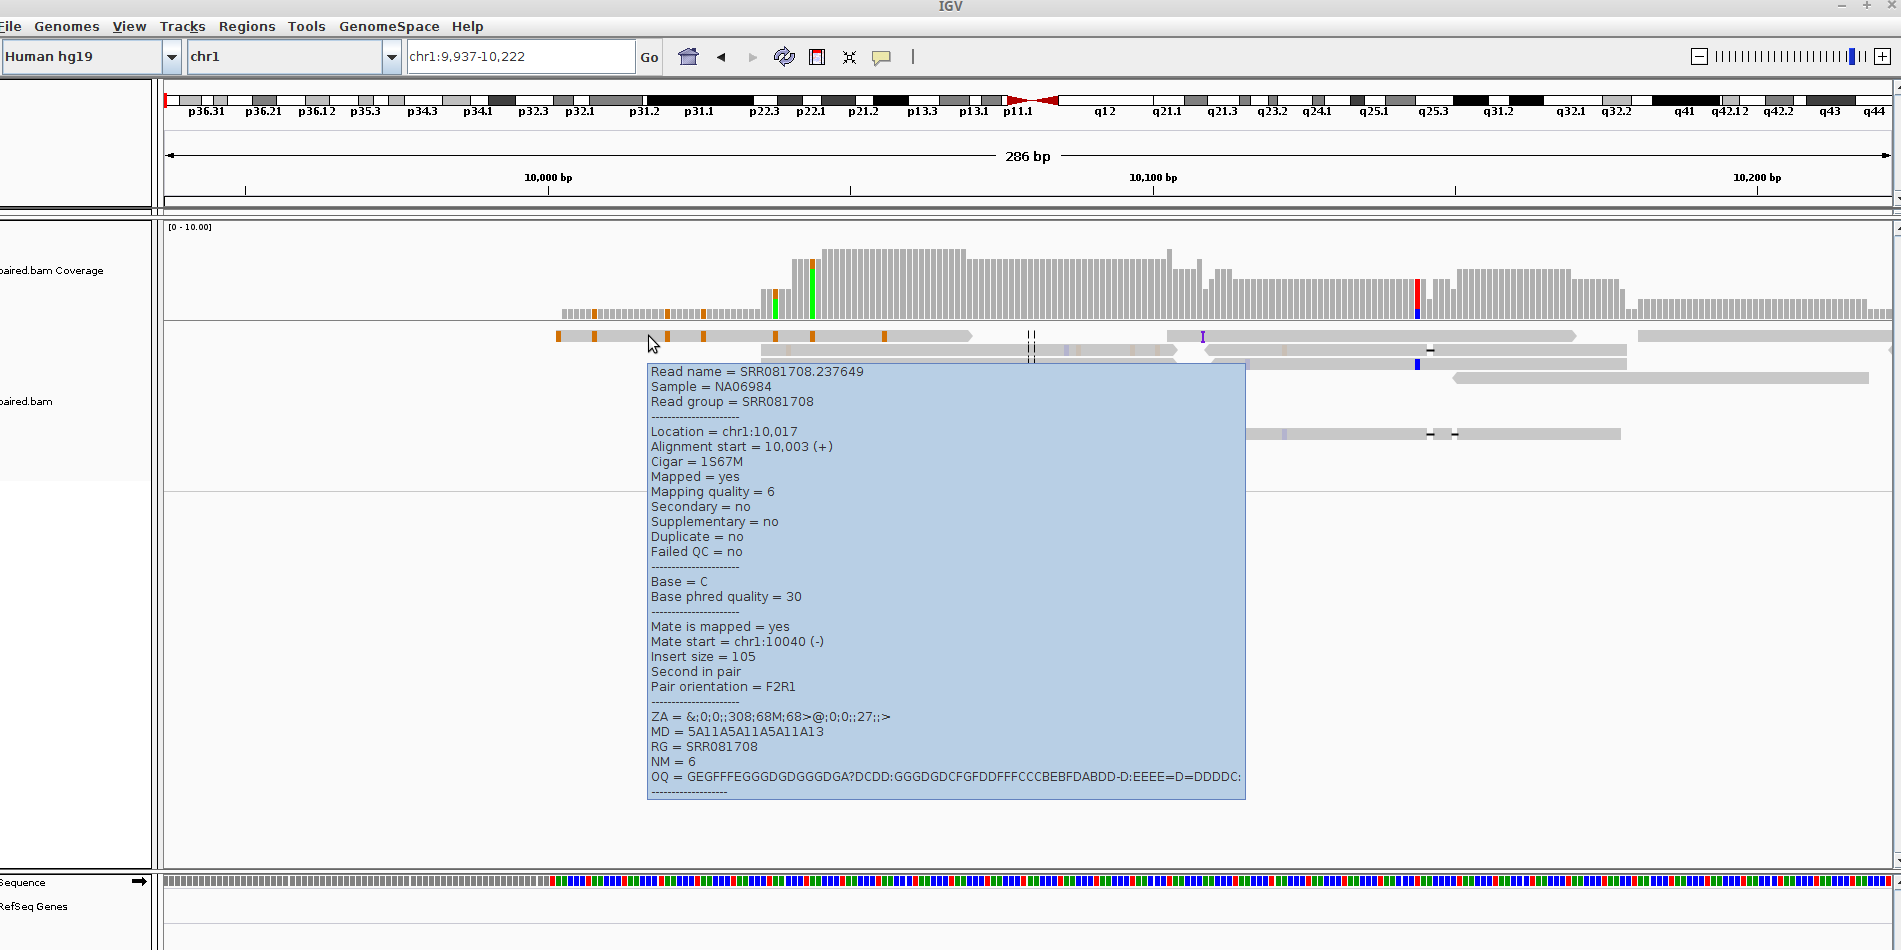 IGV
File Genomes View Tracks Regions Tools GenomeSpace Help
Human hg19 chr1 chr1:9,937-10,222 Go
p36.31 p36.21 p36.12 p35.3 p34.3 p34.1 p32.3 p32.1 p31.2 p31.1 p22.3 p22.1 p21.2 p13.3 p13.1 p11.1 q12 q21.1 q21.3 q23.2 q24.1 q25.1 q25.3 q31.2 q32.1 q32.2 q41 q42.12 q42.2 q43 q44
286 bp
10,000 bp 10,100 bp 10,200 bp
[0 - 10.00]
paired.bam Coverage
paired.bam
Read name = SRR081708.237649
Sample = NA06984
Read group = SRR081708
----------------------
Location = chr1:10,017
Alignment start = 10,003 (+)
Cigar = 1S67M
Mapped = yes
Mapping quality = 6
Secondary = no
Supplementary = no
Duplicate = no
Failed QC = no
----------------------
Base = C
Base phred quality = 30
----------------------
Mate is mapped = yes
Mate start = chr1:10040 (-)
Insert size = 105
Second in pair
Pair orientation = F2R1
----------------------
ZA = &;0;0;;308;68M;68>@;0;0;;27;;>
MD = 5A11A5A11A5A11A13
RG = SRR081708
NM = 6
OQ = GEGFFFEGGGDGDGGGDGA?DCDD:GGGDGDCFGFDDFFFCCCBEBFDABDD-D:EEEE=D=DDDDC:
-------------------
Sequence
RefSeq Genes